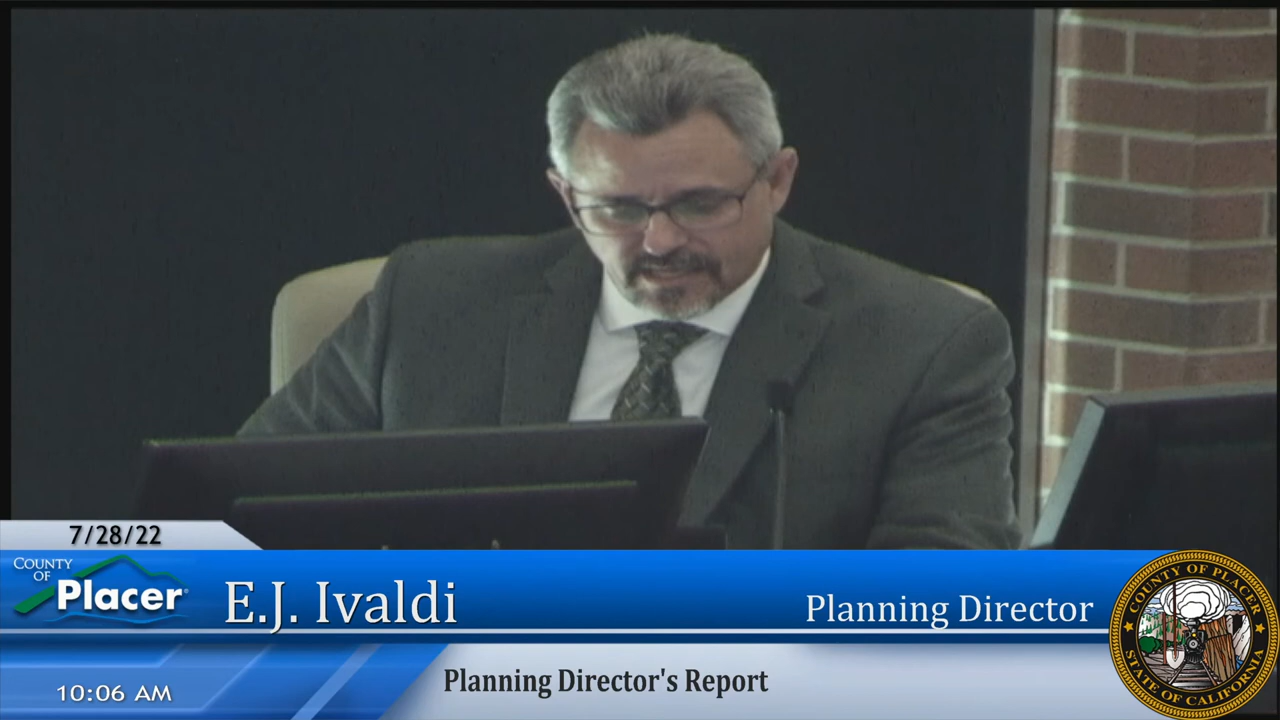 7/28/22
COUNTY
OF
Placer
E.J. Ivaldi
Planning Director
Planning Director's Report
10:06 AM
COUNTY OF PLACER
STATE OF CALIFORNIA